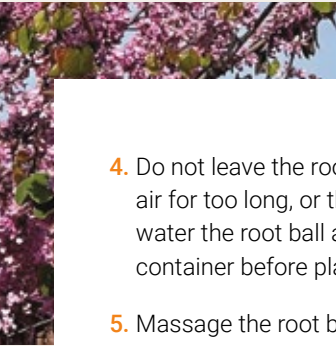 4. Do not leave the
air for too long, or
water the root ball
container before
5. Massage the root